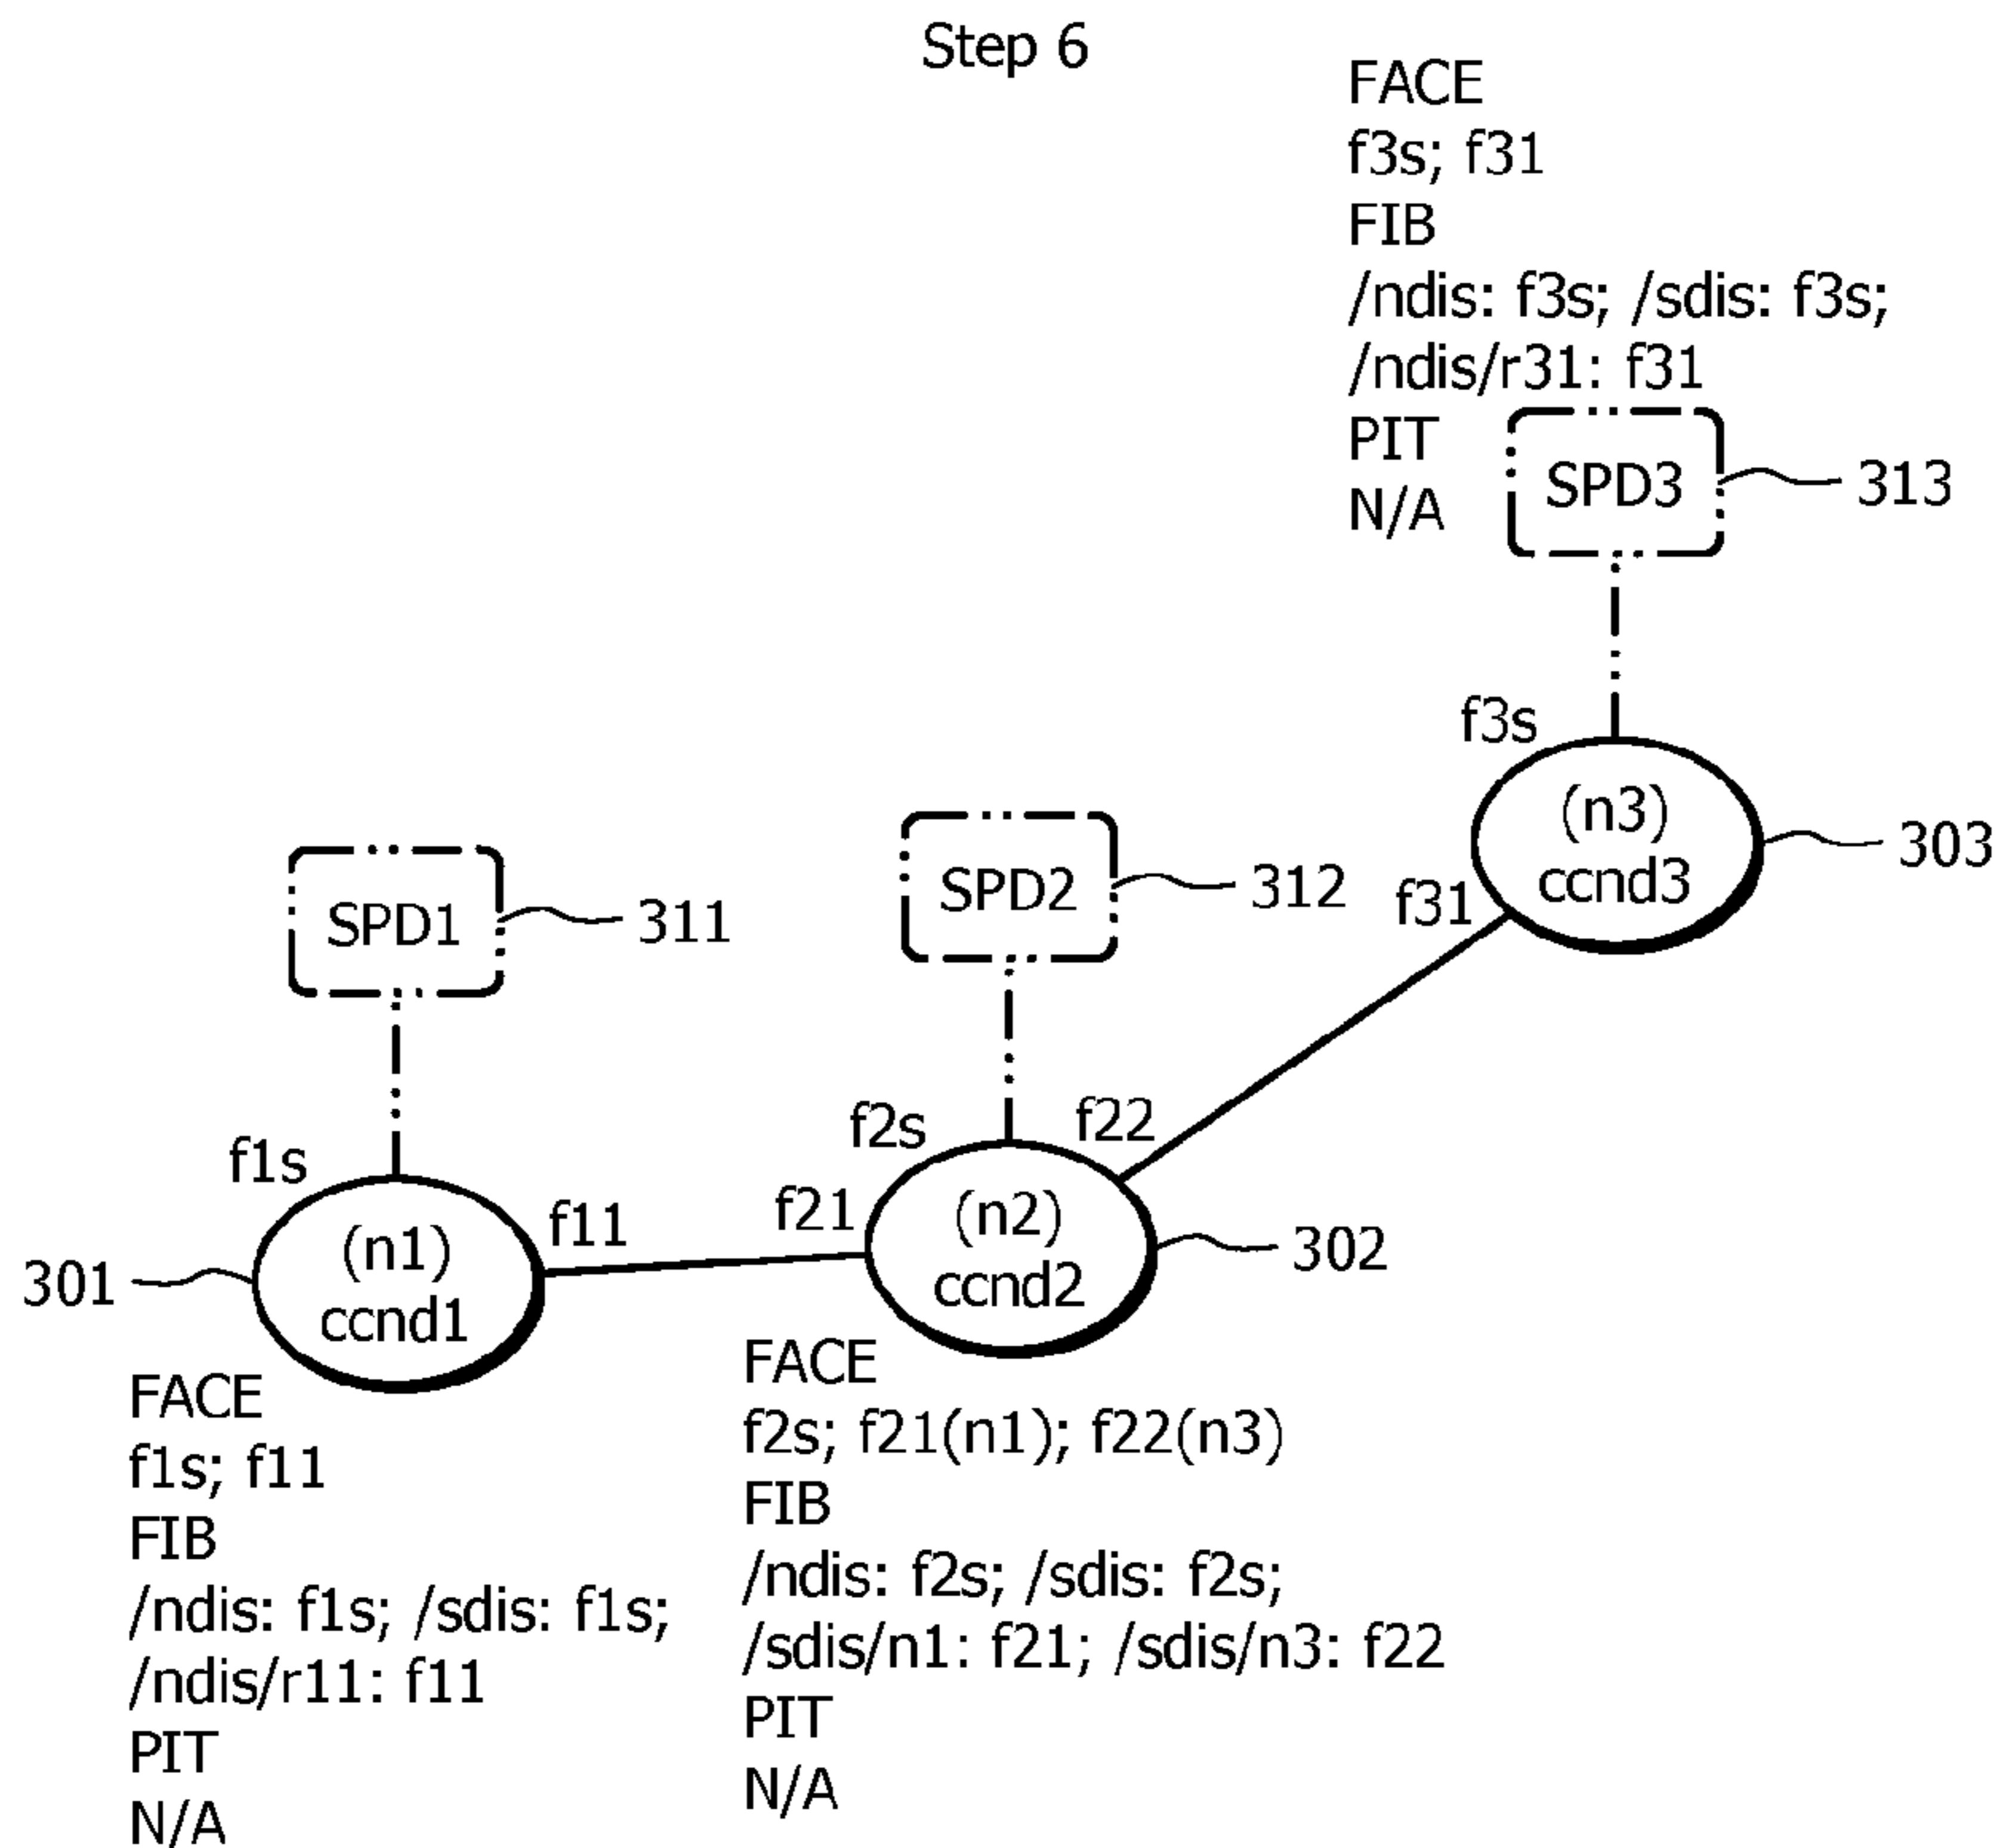 Step 6
FACE
f3s; f31
FIB
/ndis: f3s; /sdis: f3s;
/ndis/r31: f31
PIT
N/A
SPD3
313
f3s
(n3)
ccnd3
303
f31
SPD1
311
SPD2
312
f1s
f11
(n1)
ccnd1
301
f2s
f22
f21
(n2)
ccnd2
302
FACE
f1s; f11
FIB
/ndis: f1s; /sdis: f1s;
/ndis/r11: f11
PIT
N/A
FACE
f2s; f21(n1); f22(n3)
FIB
/ndis: f2s; /sdis: f2s;
/sdis/n1: f21; /sdis/n3: f22
PIT
N/A